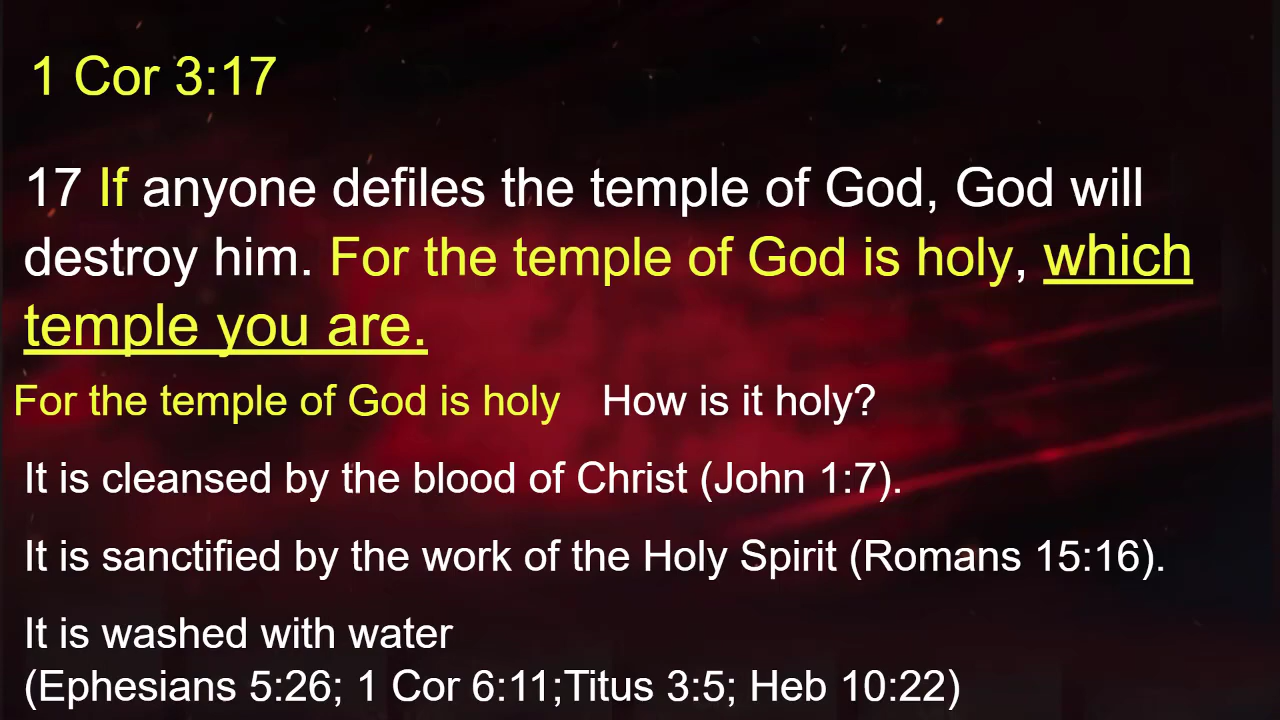 1 Cor 3:17
17 If anyone defiles the temple of God, God will
destroy him. For the temple of God is holy, which
temple you are.
For the temple of God is holy How is it holy?
It is cleansed by the blood of Christ (John 1:7).
It is sanctified by the work of the Holy Spirit (Romans 15:16).
It is washed with water
(Ephesians 5:26; 1 Cor 6:11;Titus 3:5; Heb 10:22)